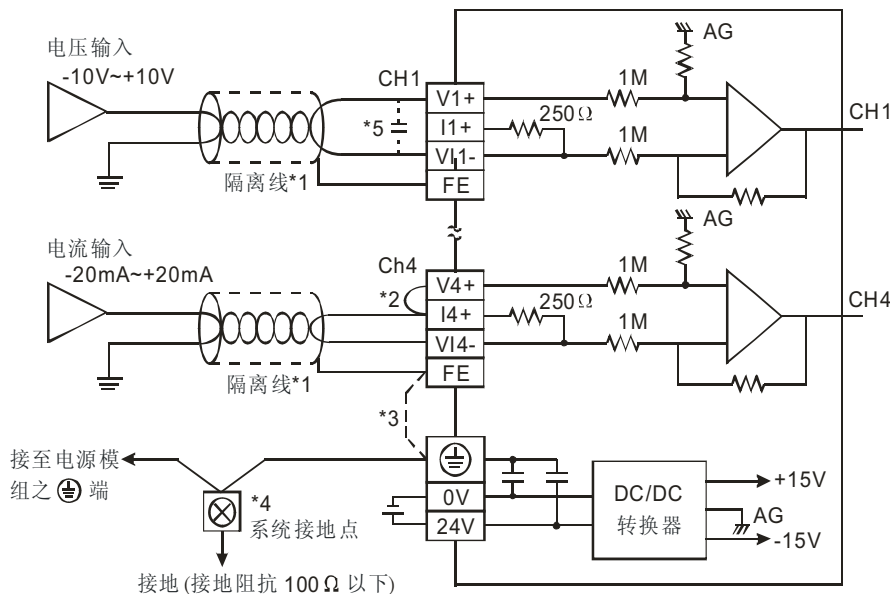 电压输入
-10V~+10V
隔离线*1
CH1
*5
V1+
I1+
VI1-
FE
250Ω
1M
1M
AG
CH1
电流输入
-20mA~+20mA
隔离线*1
Ch4
*2
V4+
I4+
VI4-
FE
250Ω
1M
1M
AG
CH4
*3
接至电源模
组之 端
*4
系统接地点
接地(接地阻抗 100Ω 以下)
0V
24V
DC/DC
转换器
+15V
AG
-15V